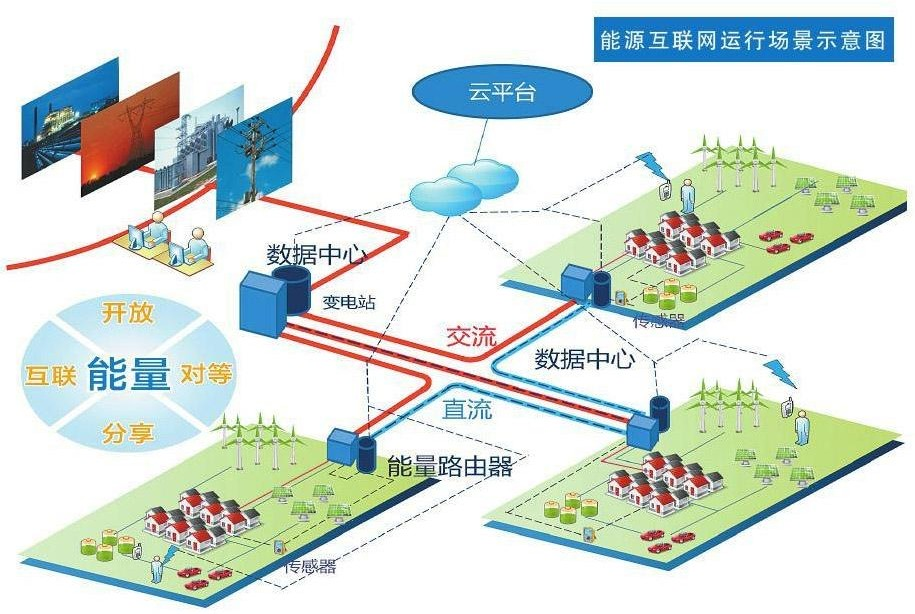 能源互联网运行场景示意图
云平台
数据中心
变电站
传感器
开放
互联
能量
对等
分享
交流
数据中心
直流
能量路由器
传感器